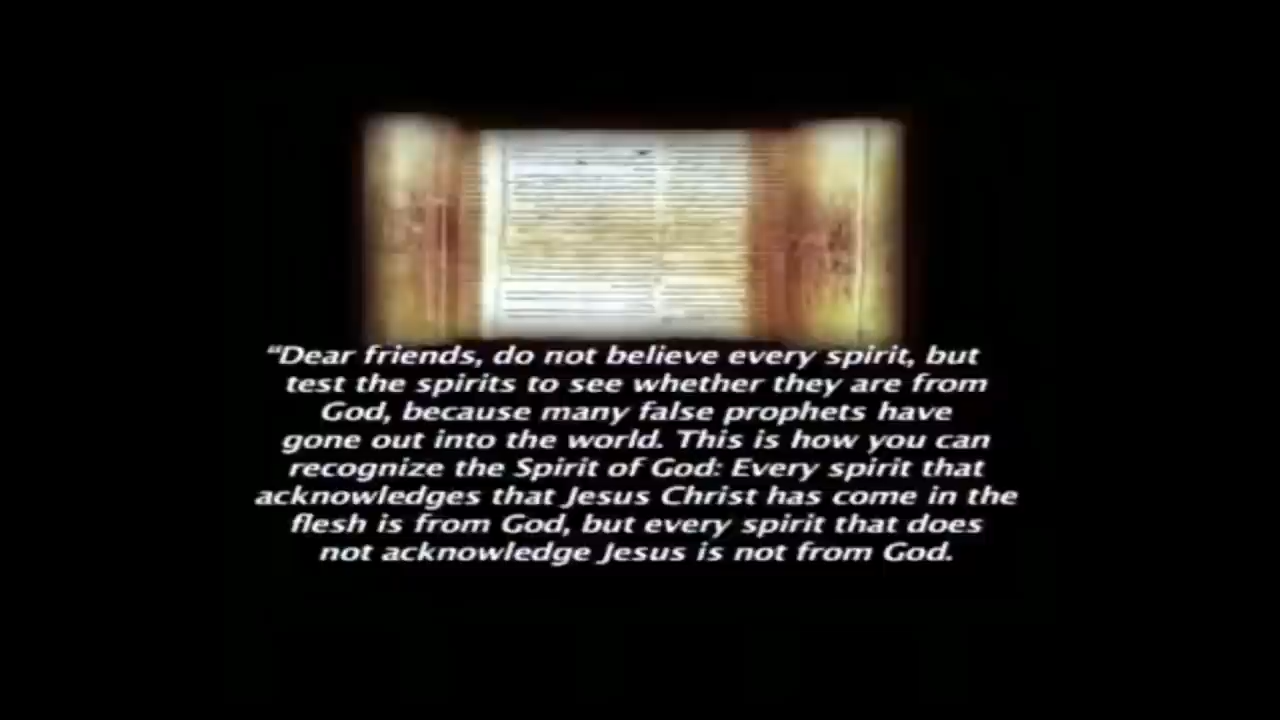 “Dear friends, do not believe every spirit, but
test the spirits to see whether they are from
God, because many false prophets have
gone out into the world. This is how you can
recognize the Spirit of God: Every spirit that
acknowledges that Jesus Christ has come in the
flesh is from God, but every spirit that does
not acknowledge Jesus is not from God.